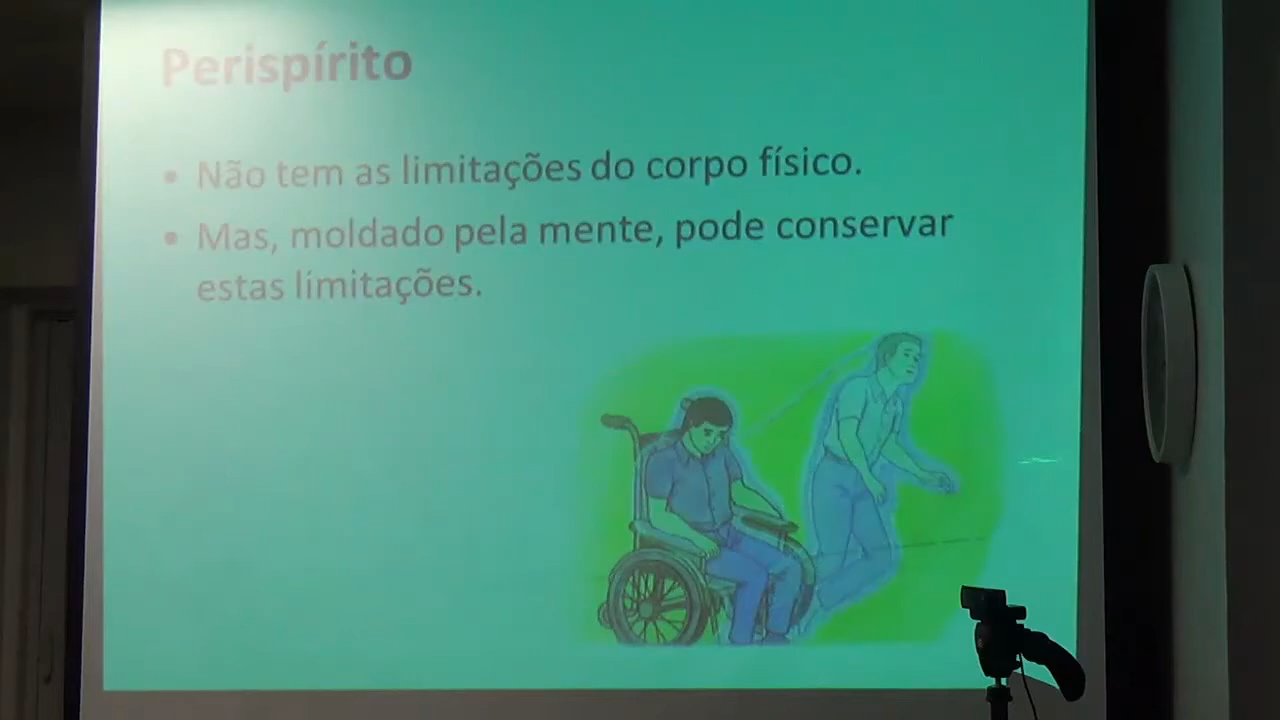 Perispírito
• Não tem as limitações do corpo físico.
• Mas, moldado pela mente, pode conservar
estas limitações.